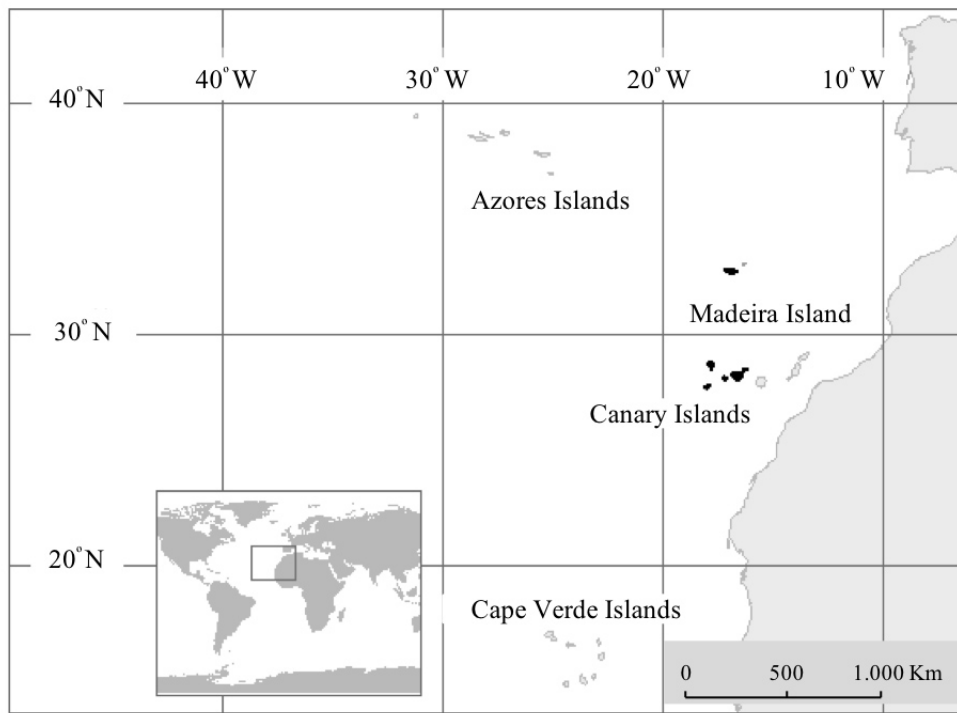 40°W 30°W 20°W 10°W
40°N
Azores Islands
Madeira Island
30°N
Canary Islands
20°N
Cape Verde Islands
0 500 1.000 Km